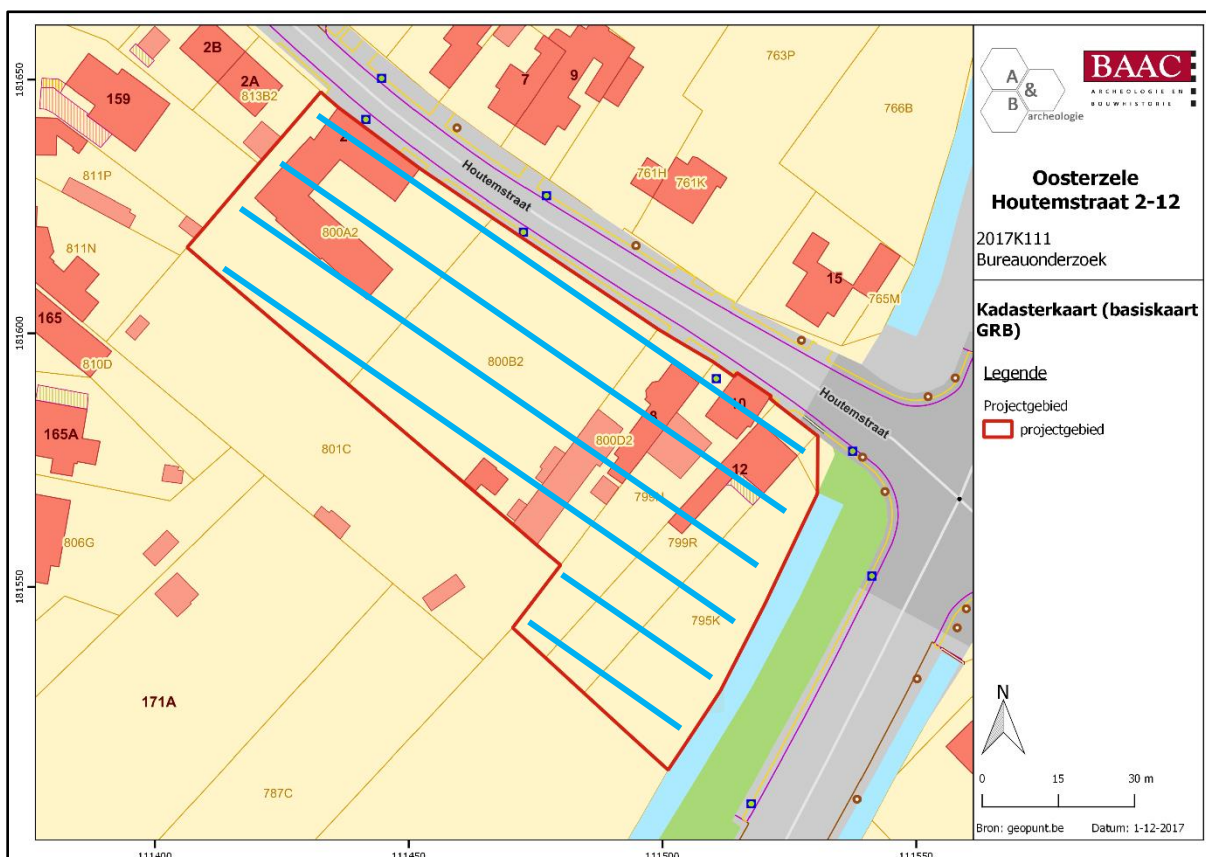 2B
2A
813B2
159
811P
811N
165
810D
165A
806G
171A
787C
801C
2
800A2
800B2
8
800D2
10
12
799R
795K
7
9
763P
766B
761H
761K
15
765M
Houtemstraat
Houtemstraat
181650
181600
181550
111400
111450
111500
111550
A
&
B
archeologie
BAAC
ARCHEOLOGIE EN
BOUWHISTORIE
Oosterzele
Houtemstraat 2-12
2017K111
Bureauonderzoek
Kadasterkaart (basiskaart
GRB)
Legende
Projectgebied
projectgebied
N
0 15 30 m
Bron: geopunt.be Datum: 1-12-2017